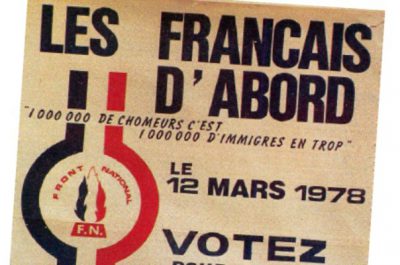 LES FRANCAIS
D'ABORD
"1 000 000 DE CHOMEURS C'EST
1 000 000 D'IMMIGRES EN TROP"
LE
12 MARS 1978
FRONT NATIONAL
F.N.
VOTEZ